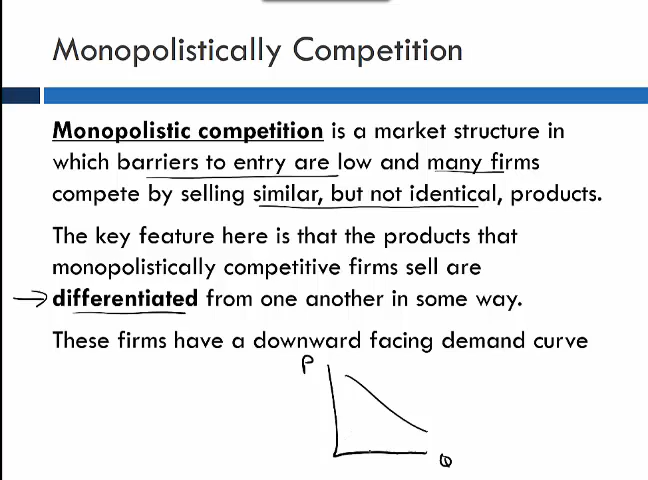 Monopolistically Competition
Monopolistic competition is a market structure in
which barriers to entry are low and many firms
compete by selling similar, but not identical, products.
The key feature here is that the products that
monopolistically competitive firms sell are
differentiated from one another in some way.
These firms have a downward facing demand curve
P
Q